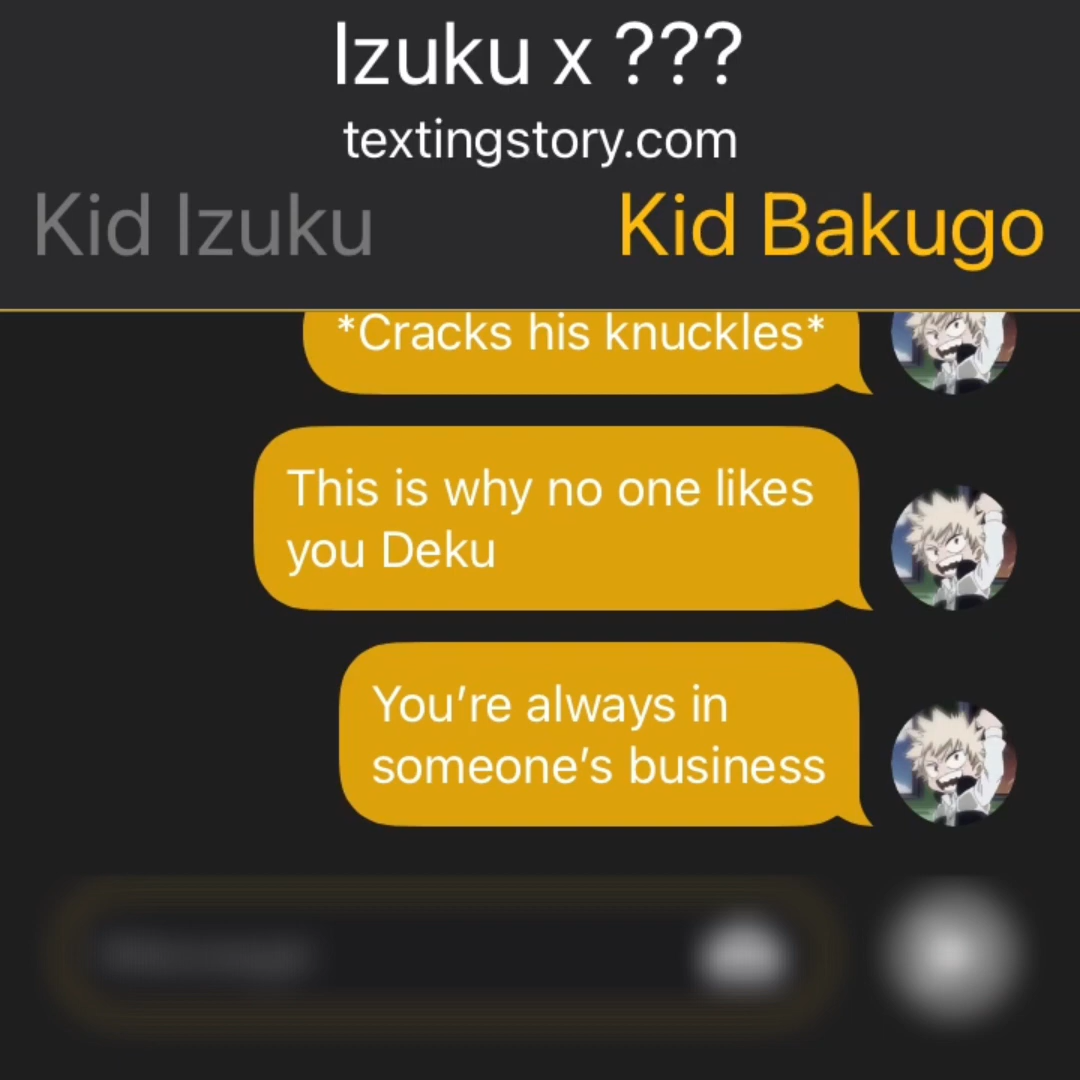 Izuku x ???
textingstory.com
Kid Izuku
Kid Bakugo
*Cracks his knuckles*
This is why no one likes
you Deku
You’re always in
someone’s business